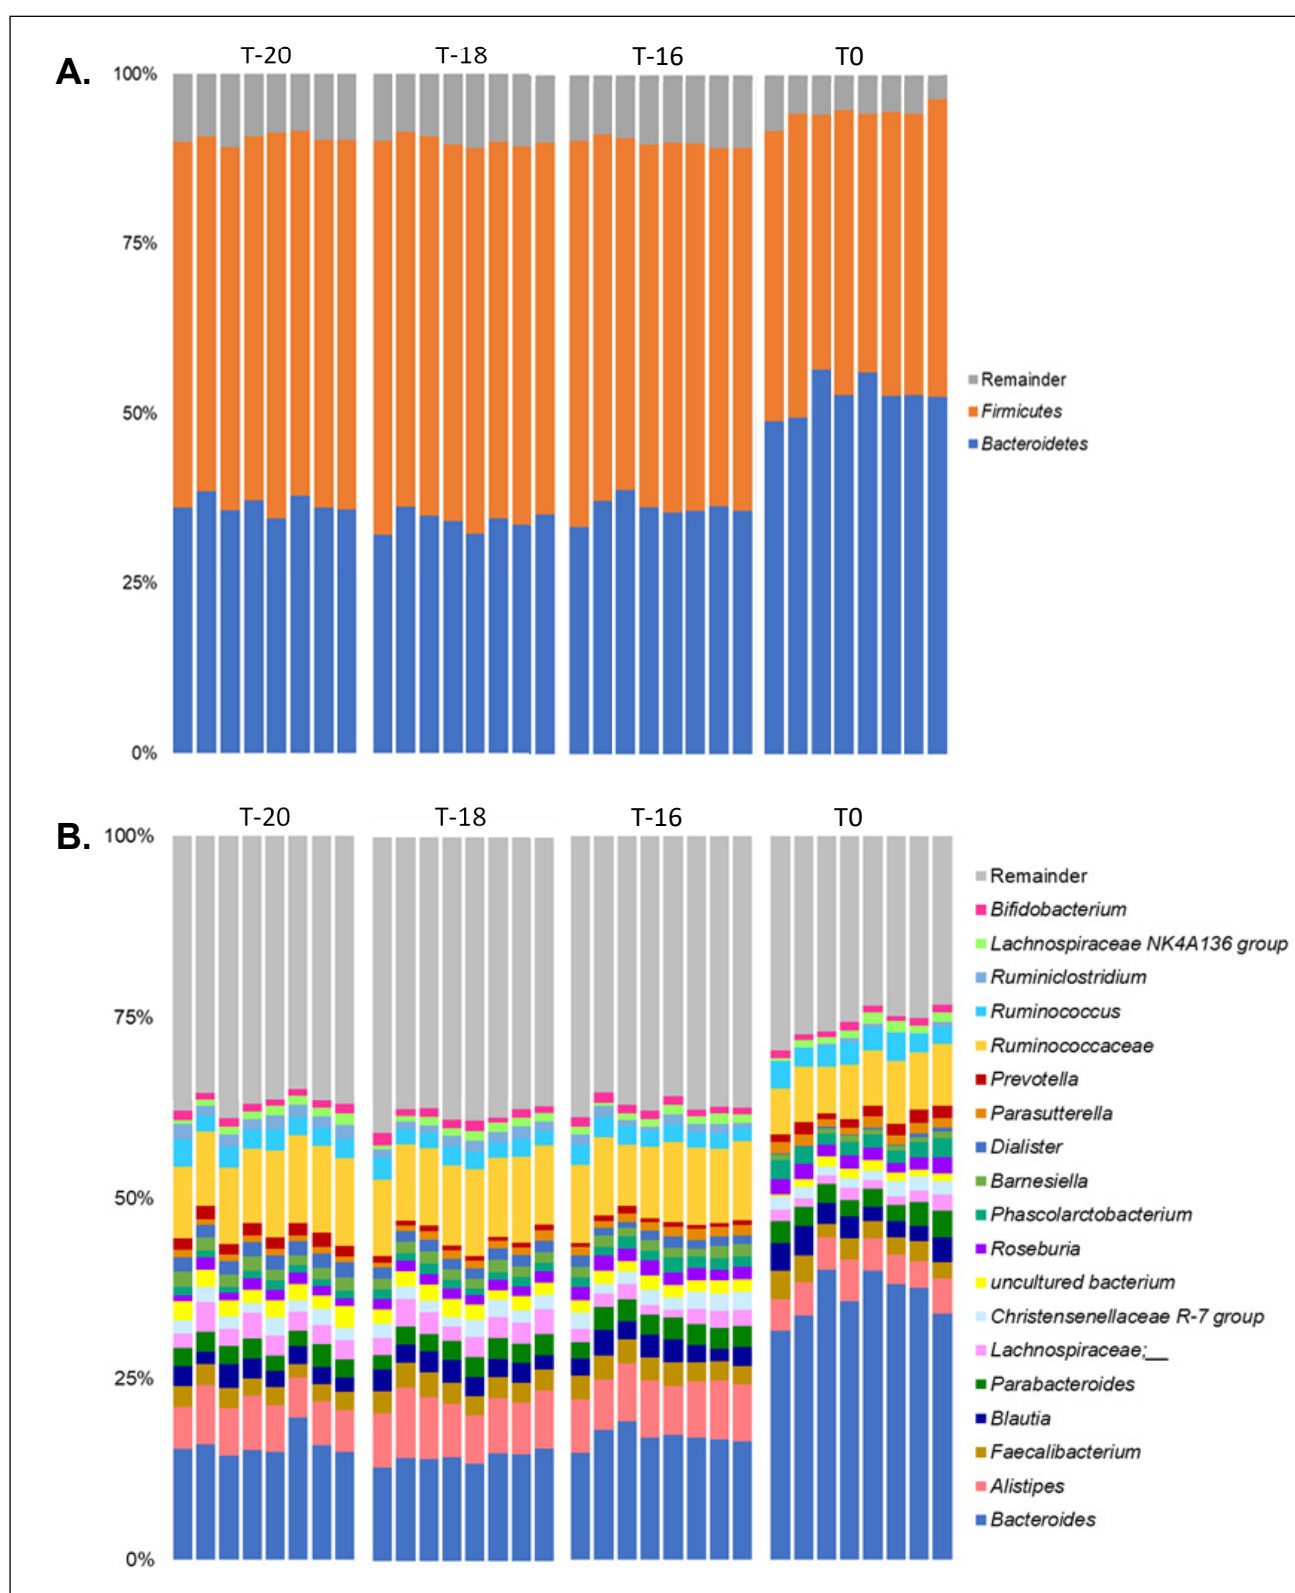 A.
T-20 T-18 T-16 T0
100%
75%
50%
25%
0%
Remainder
Firmicutes
Bacteroidetes
B.
T-20 T-18 T-16 T0
100%
75%
50%
25%
0%
Remainder
Bifidobacterium
Lachnospiraceae NK4A136 group
Ruminiclostridium
Ruminococcus
Ruminococcaceae
Prevotella
Parasutterella
Dialister
Barnesiella
Phascolarctobacterium
Roseburia
uncultured bacterium
Christensenellaceae R-7 group
Lachnospiraceae;__
Parabacteroides
Blautia
Faecalibacterium
Alistipes
Bacteroides